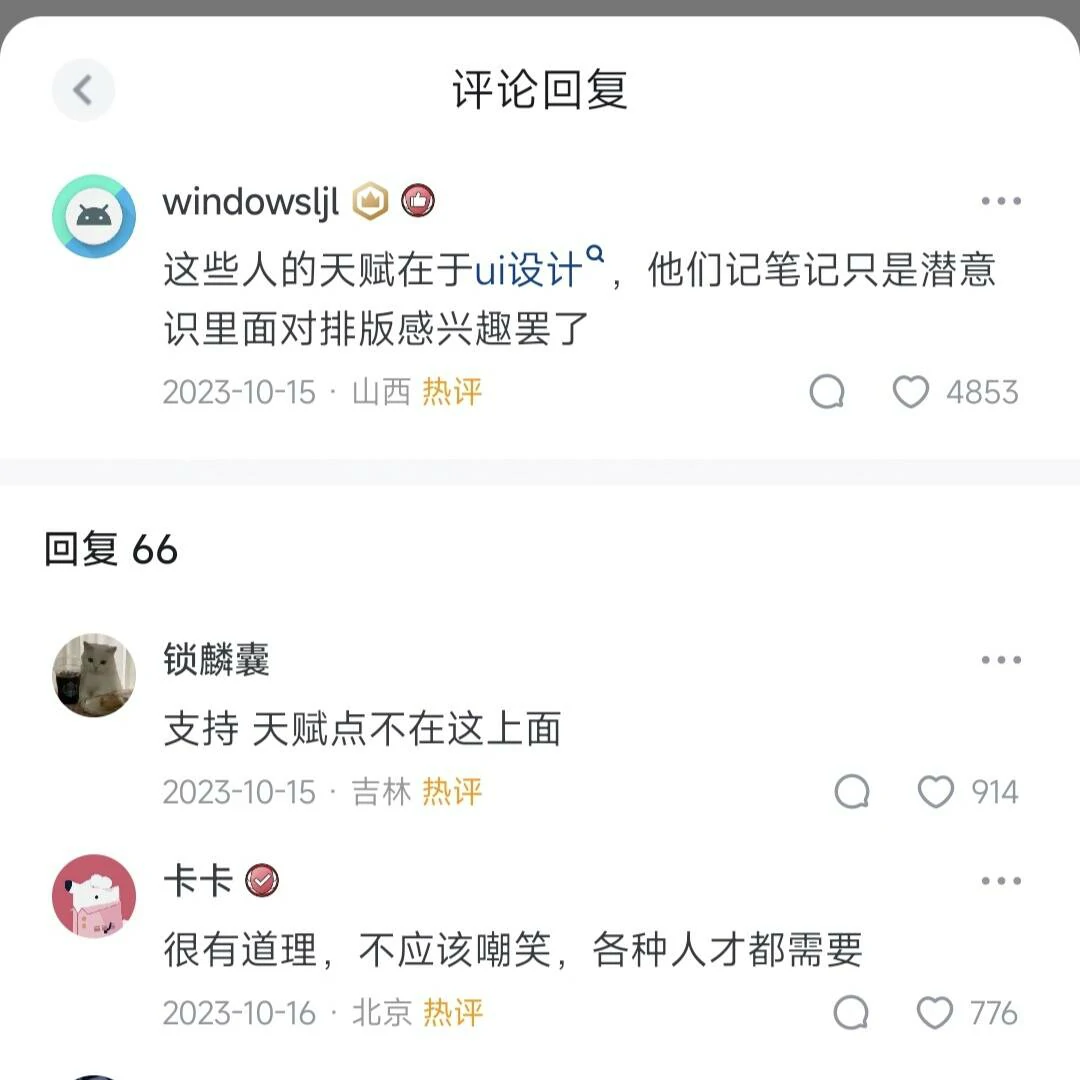 评论回复
windowsljl
这些人的天赋在于ui设计，他们记笔记只是潜意
识里面对排版感兴趣罢了
2023-10-15 · 山西 热评 4853
回复 66
锁麟囊
支持 天赋点不在这上面
2023-10-15 · 吉林 热评 914
卡卡
很有道理，不应该嘲笑，各种人才都需要
2023-10-16 · 北京 热评 776